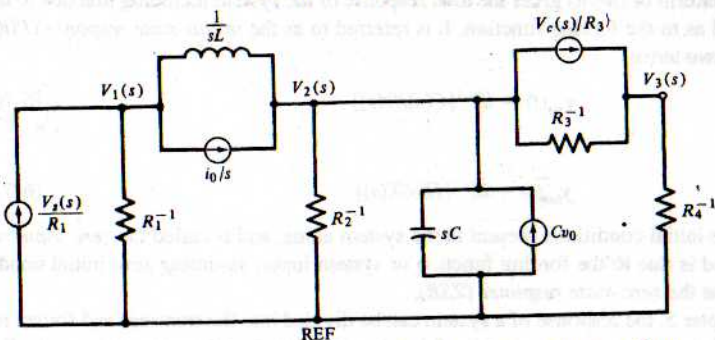 V_c(s)/R_3}
1/sL
V_1(s)
V_2(s)
V_3(s)
R_3^{-1}
i_0/s
V_s(s)/R_1
R_1^{-1}
R_2^{-1}
sC
Cv_0
R_4^{-1}
REF